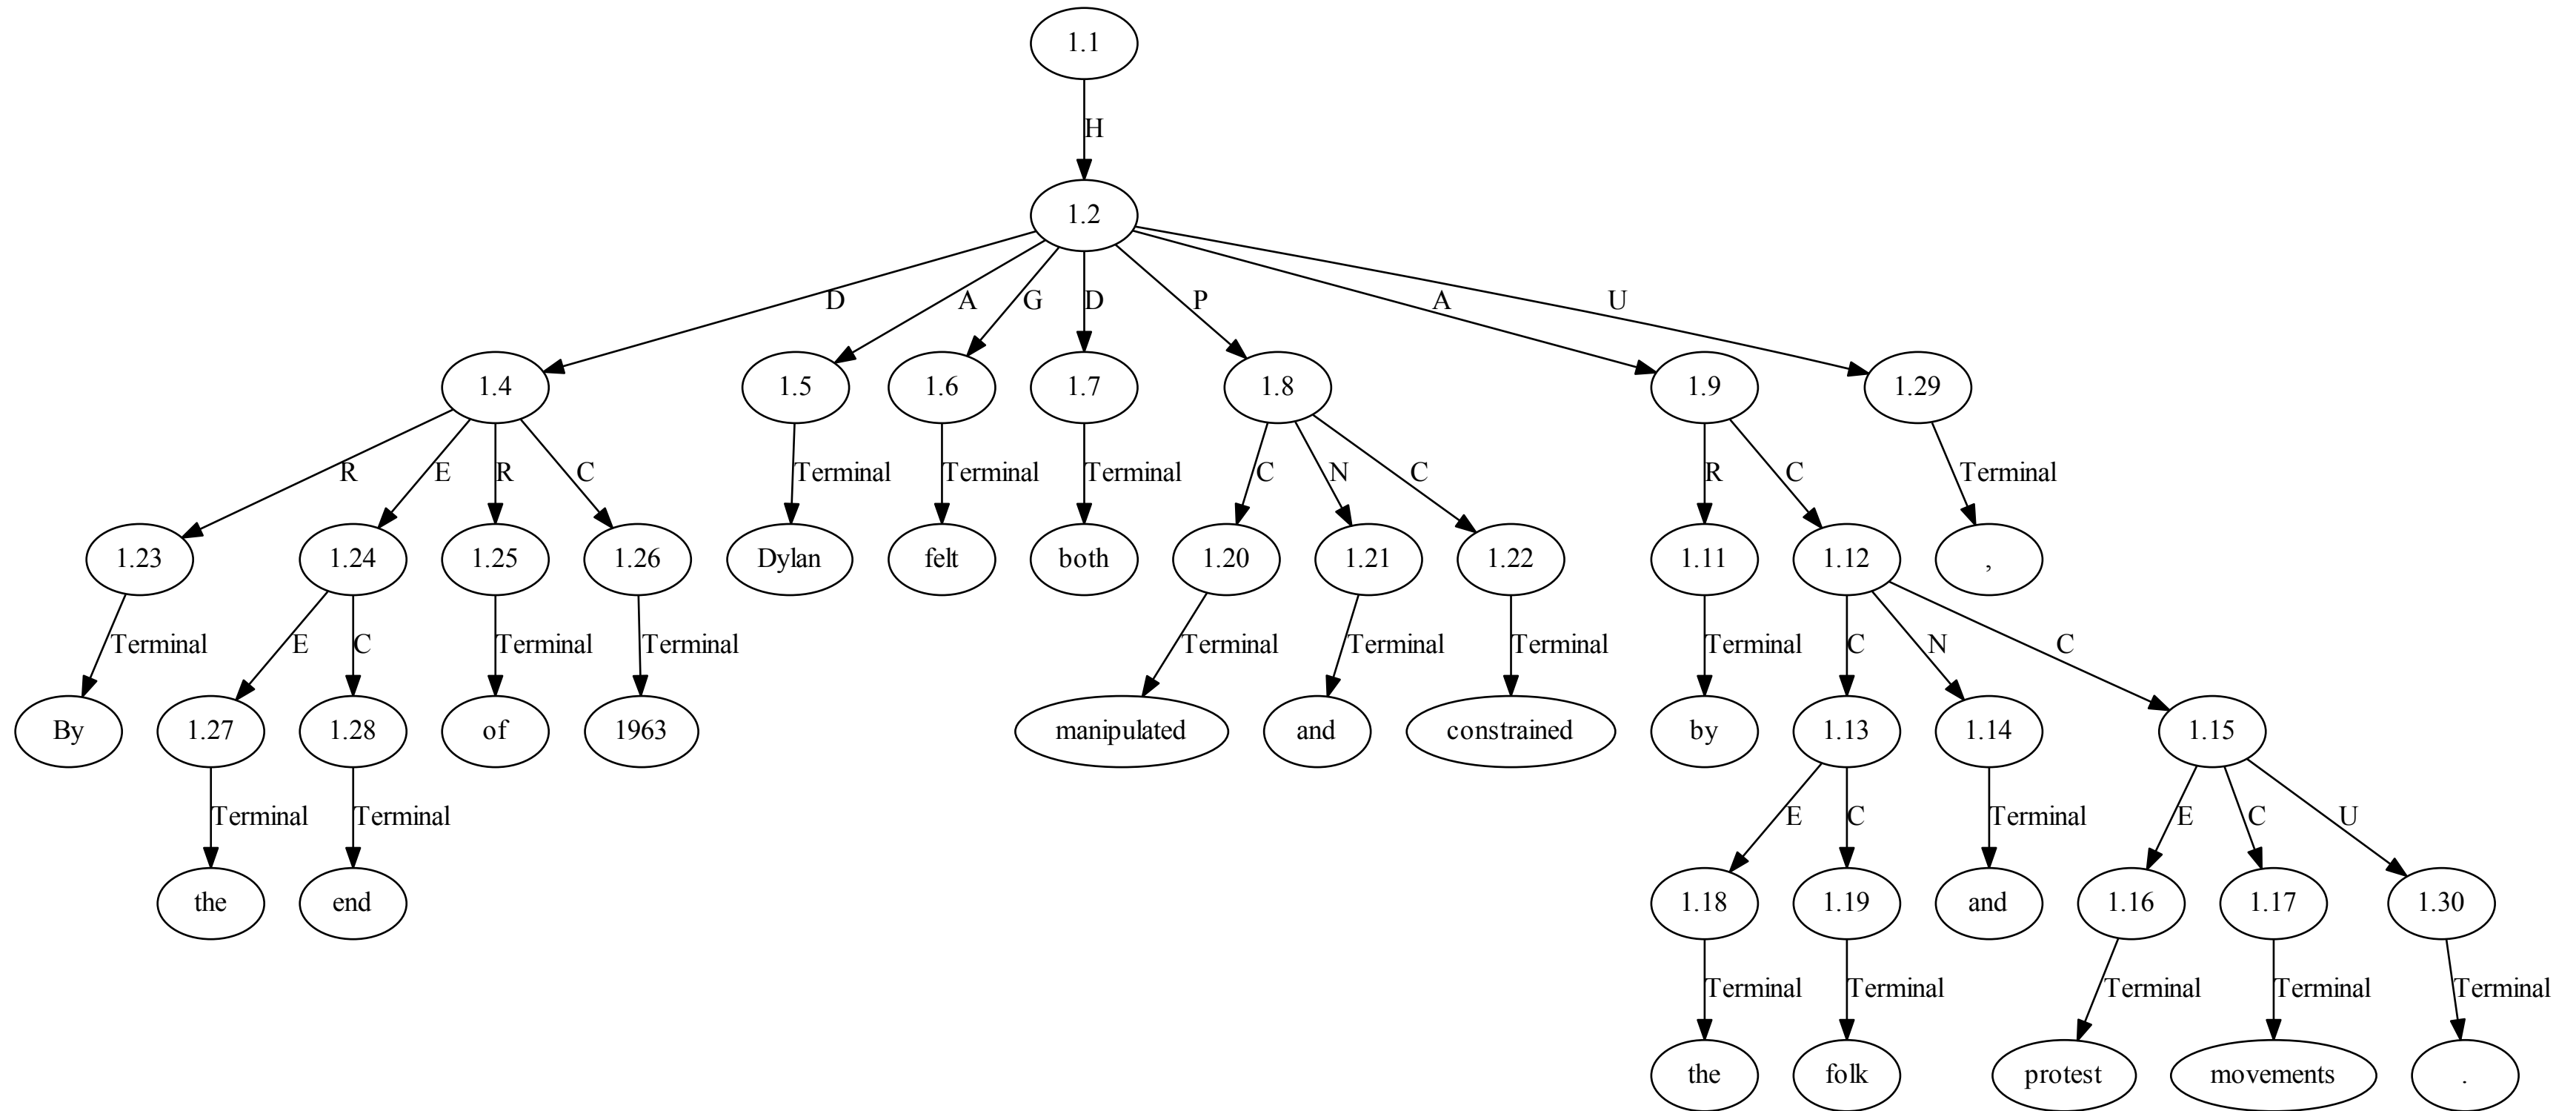 1.1
H
1.2
D A G D P A U
1.4 1.5 1.6 1.7 1.8 1.9 1.29
R E R C Terminal Terminal Terminal C N C R C Terminal
1.23 1.24 1.25 1.26 Dylan felt both 1.20 1.21 1.22 1.11 1.12 ,
Terminal E C Terminal Terminal Terminal Terminal Terminal Terminal C N C
By 1.27 1.28 of 1963 manipulated and constrained by 1.13 1.14 1.15
Terminal Terminal E C Terminal E C U
the end 1.18 1.19 and 1.16 1.17 1.30
Terminal Terminal Terminal Terminal Terminal
the folk protest movements .